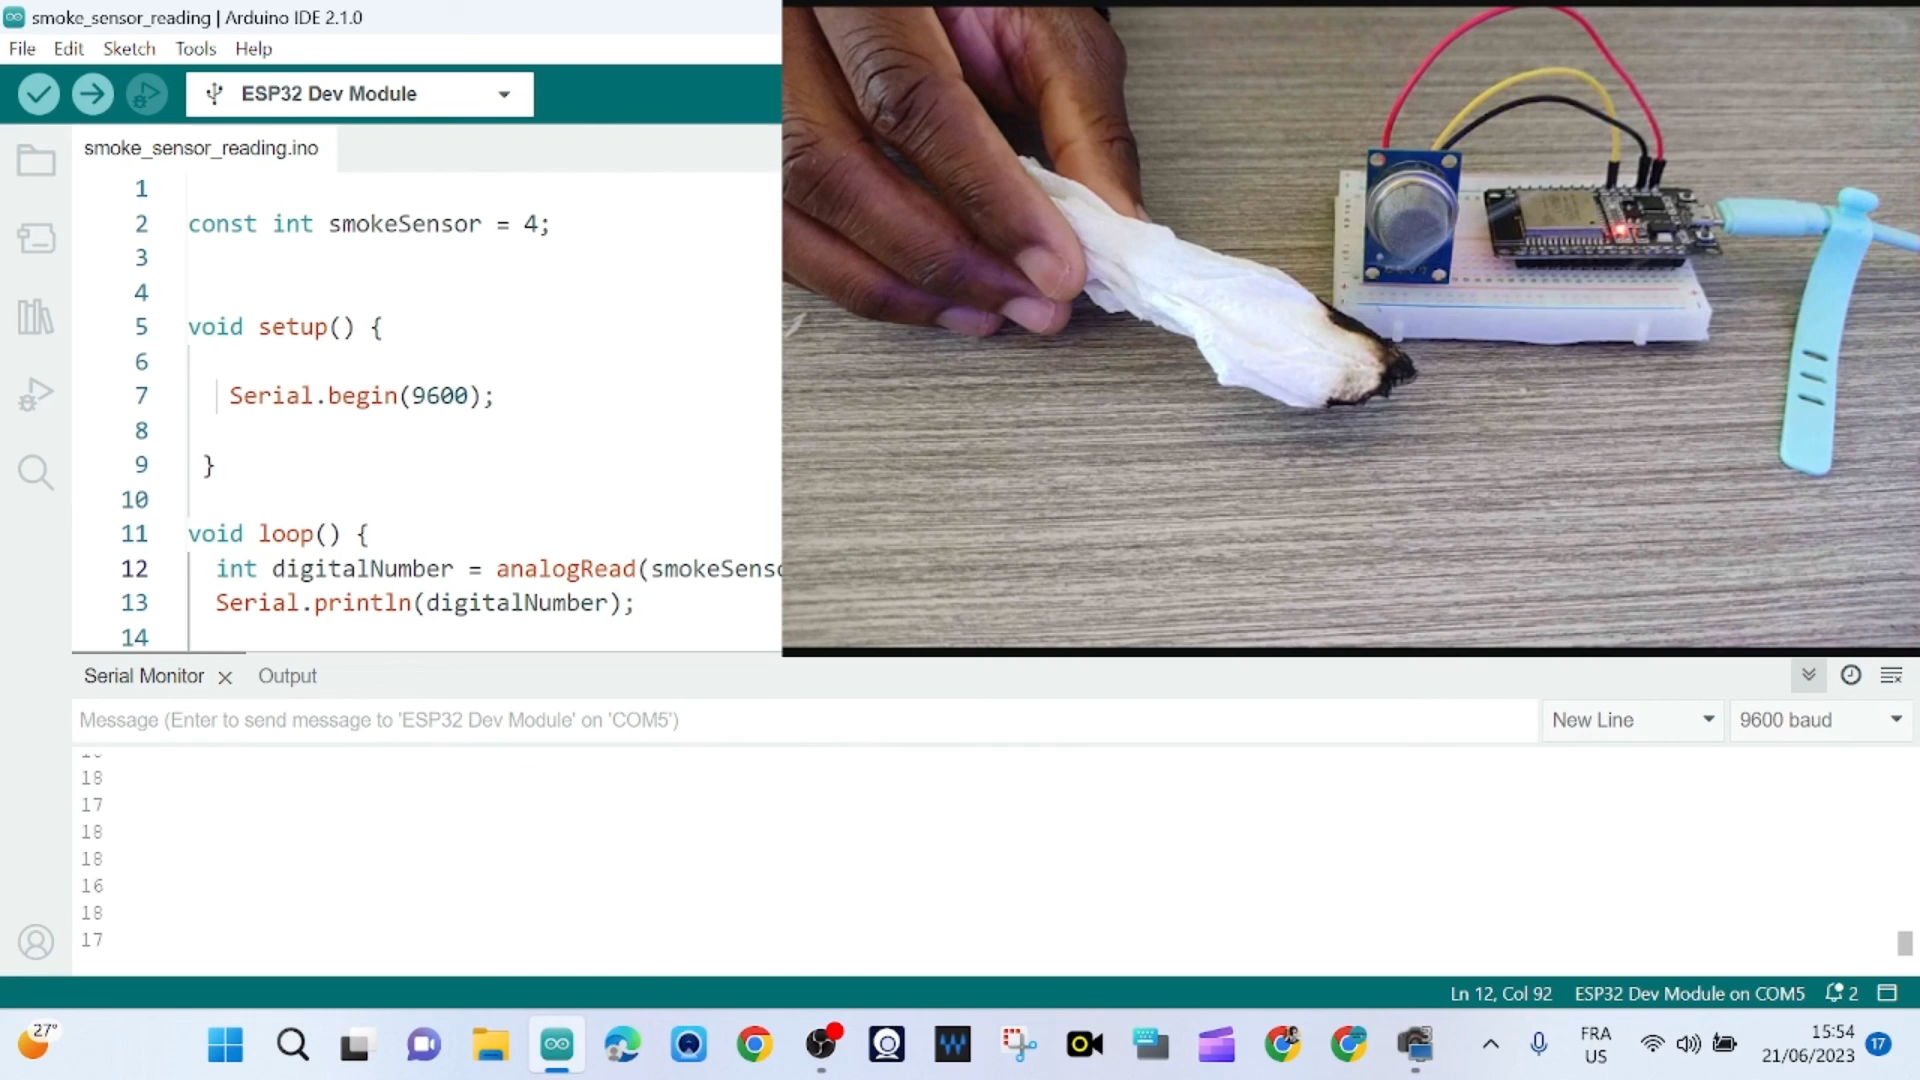 smoke_sensor_reading | Arduino IDE 2.1.0
File Edit Sketch Tools Help
ESP32 Dev Module
smoke_sensor_reading.ino
1
2 const int smokeSensor = 4;
3
4
5 void setup() {
6
7 Serial.begin(9600);
8
9 }
10
11 void loop() {
12 int digitalNumber = analogRead(smokeSens
13 Serial.println(digitalNumber);
14
Serial Monitor Output
Message (Enter to send message to 'ESP32 Dev Module' on 'COM5')
New Line
9600 baud
18
17
18
18
16
18
17
Ln 12, Col 92 ESP32 Dev Module on COM5 2
27°
FRA
US
15:54
21/06/2023
17